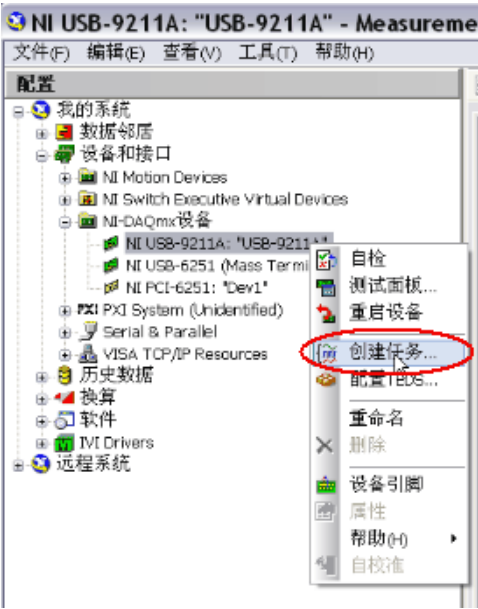 NI USB-9211A: "USB-9211A" - Measureme
文件(F) 编辑(E) 查看(V) 工具(T) 帮助(H)
配置
我的系统
数据邻居
设备和接口
NI Motion Devices
NI Switch Executive Virtual Devices
NI-DAQmx设备
NI USB-9211A: "USB-9211A"
NI USB-6251 (Mass Termi
NI PCI-6251: "Dev1"
PXI PXI System (Unidentified)
Serial & Parallel
VISA TCP/IP Resources
历史数据
换算
软件
IVI Drivers
远程系统
自检
测试面板...
重启设备
创建任务...
配置TEDS...
重命名
删除
设备引脚
属性
帮助(H)
自校准